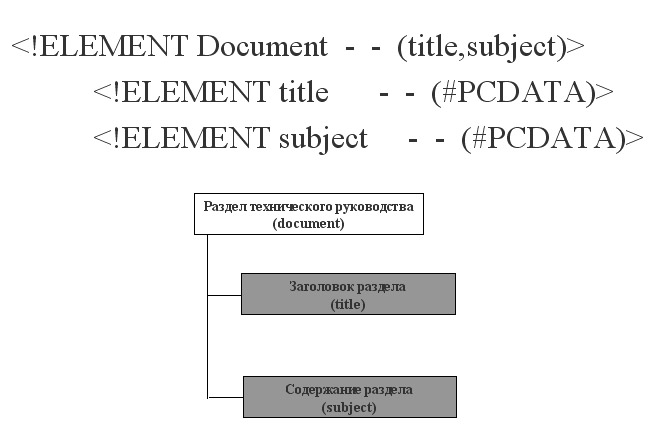 <!ELEMENT Document - - (title,subject)>
<!ELEMENT title - - (#PCDATA)>
<!ELEMENT subject - - (#PCDATA)>
Раздел технического руководства
(document)
Заголовок раздела
(title)
Содержание раздела
(subject)